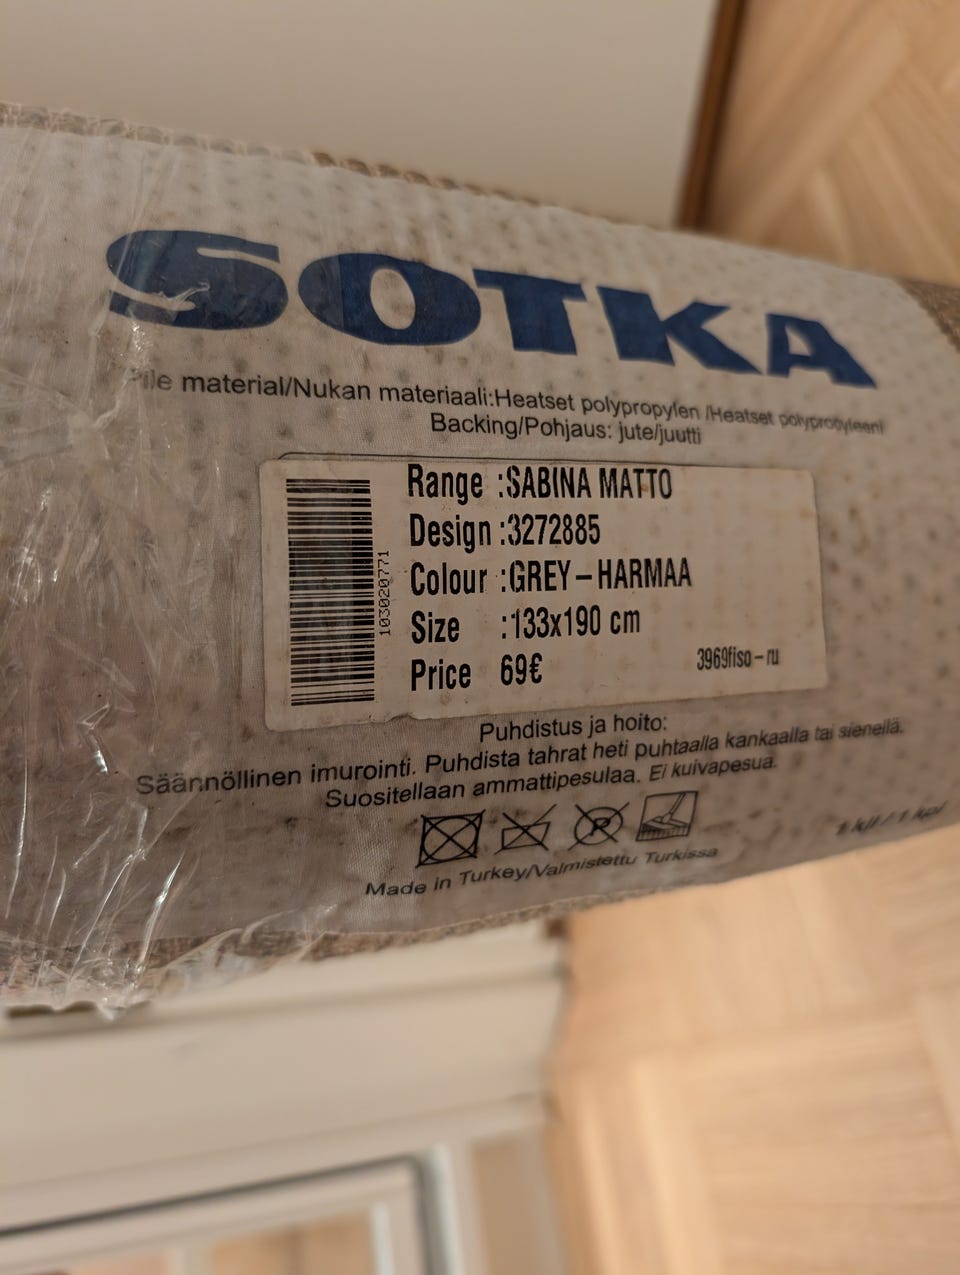 SOTKA
Pile material/Nukan materiaali:Heatset polypropylen /Heatset polypropyleeni
Backing/Pohjaus: jute/juutti
103020771
Range :SABINA MATTO
Design :3272885
Colour :GREY – HARMAA
Size :133x190 cm
Price 69€
3969fiso – ru
Puhdistus ja hoito:
Säännöllinen imurointi. Puhdista tahrat heti puhtaalla kankaalla tai sienellä.
Suositellaan ammattipesulaa. Ei kuivapesua.
P
Made in Turkey/Valmistettu Turkissa
1 kpl